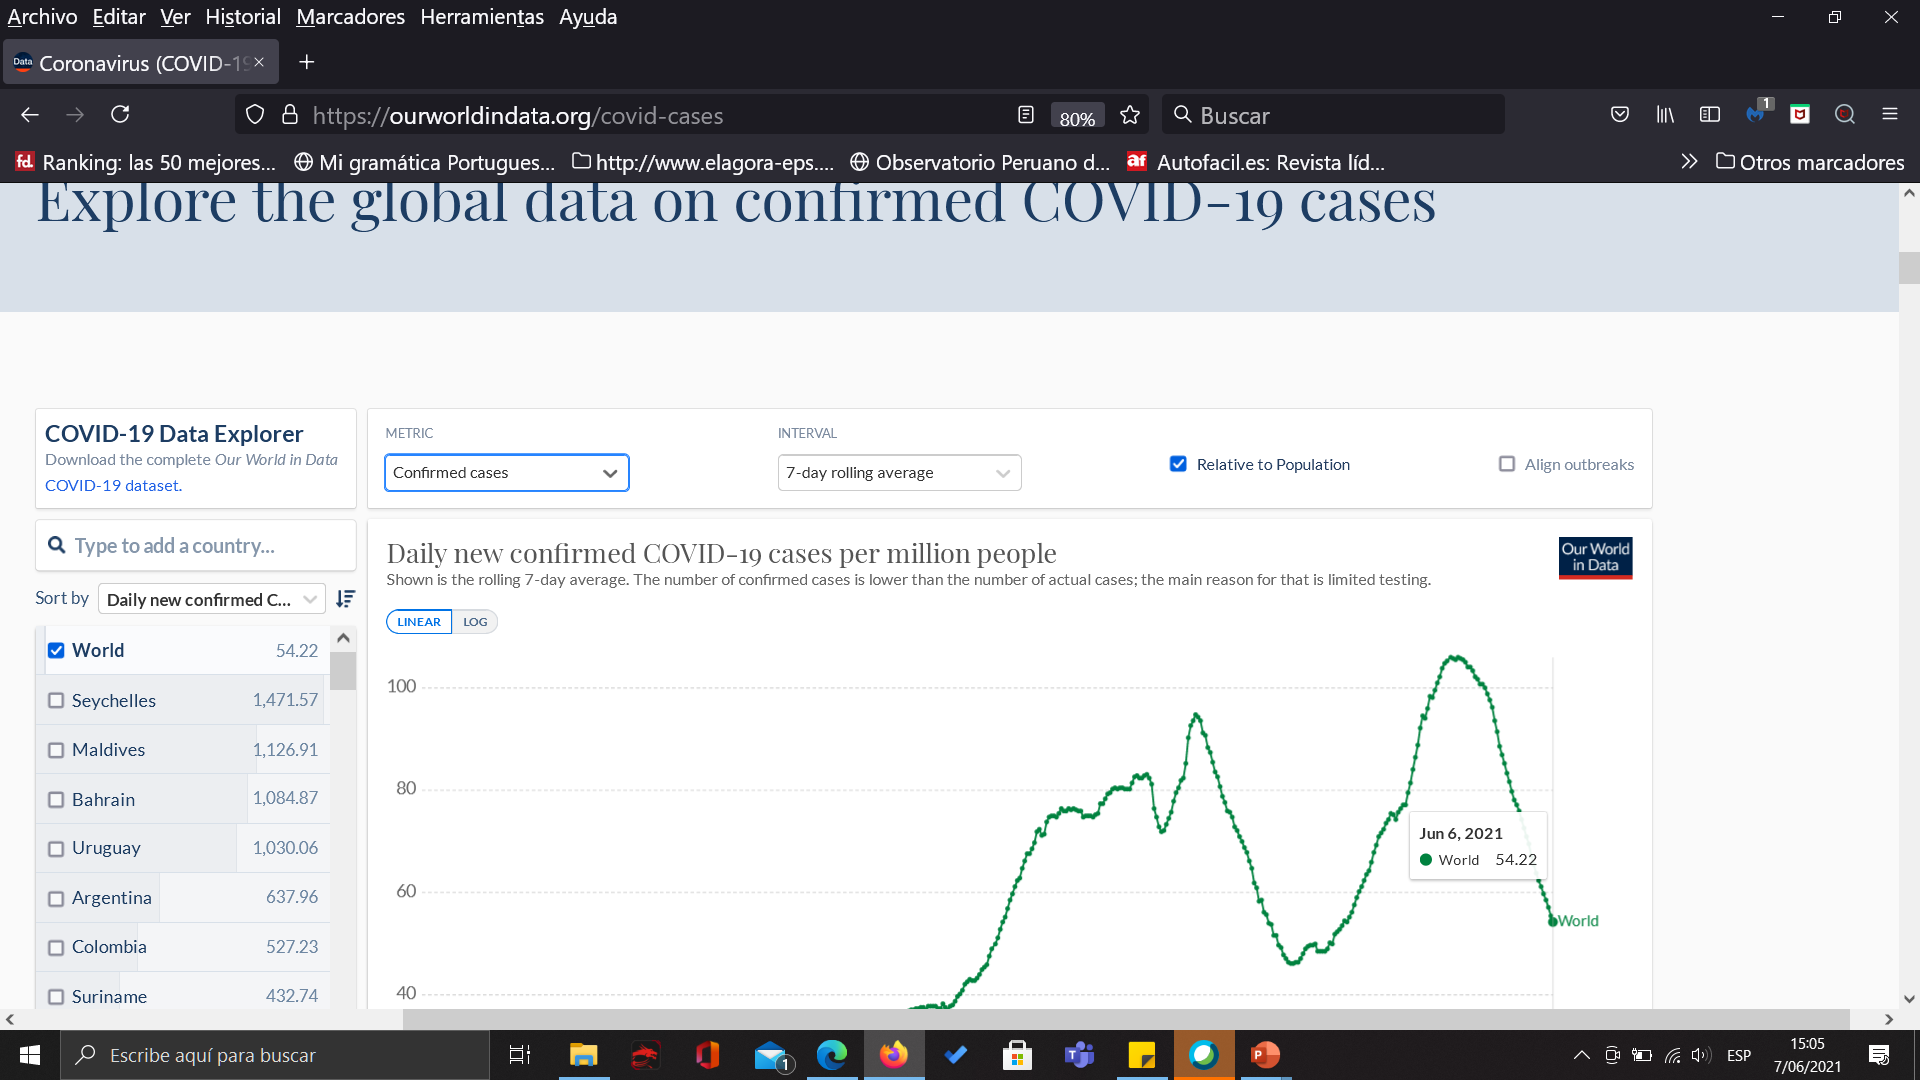 Archivo Editar Ver Historial Marcadores Herramientas Ayuda
Data Coronavirus (COVID-19
https://ourworldindata.org/covid-cases 80% Buscar 1
fd Ranking: las 50 mejores... Mi gramática Portugues... http://www.elagora-eps.... Observatorio Peruano d... af Autofacil.es: Revista líd... Otros marcadores
Explore the global data on confirmed COVID-19 cases
COVID-19 Data Explorer
Download the complete Our World in Data
COVID-19 dataset.
METRIC INTERVAL
Confirmed cases 7-day rolling average Relative to Population Align outbreaks
Type to add a country...
Sort by Daily new confirmed C...
World 54.22
Seychelles 1,471.57
Maldives 1,126.91
Bahrain 1,084.87
Uruguay 1,030.06
Argentina 637.96
Colombia 527.23
Suriname 432.74
Daily new confirmed COVID-19 cases per million people
Shown is the rolling 7-day average. The number of confirmed cases is lower than the number of actual cases; the main reason for that is limited testing.
Our World
in Data
LINEAR LOG
100
80
60
40
Jun 6, 2021
World 54.22
World
Escribe aquí para buscar 1 ESP 15:05
7/06/2021